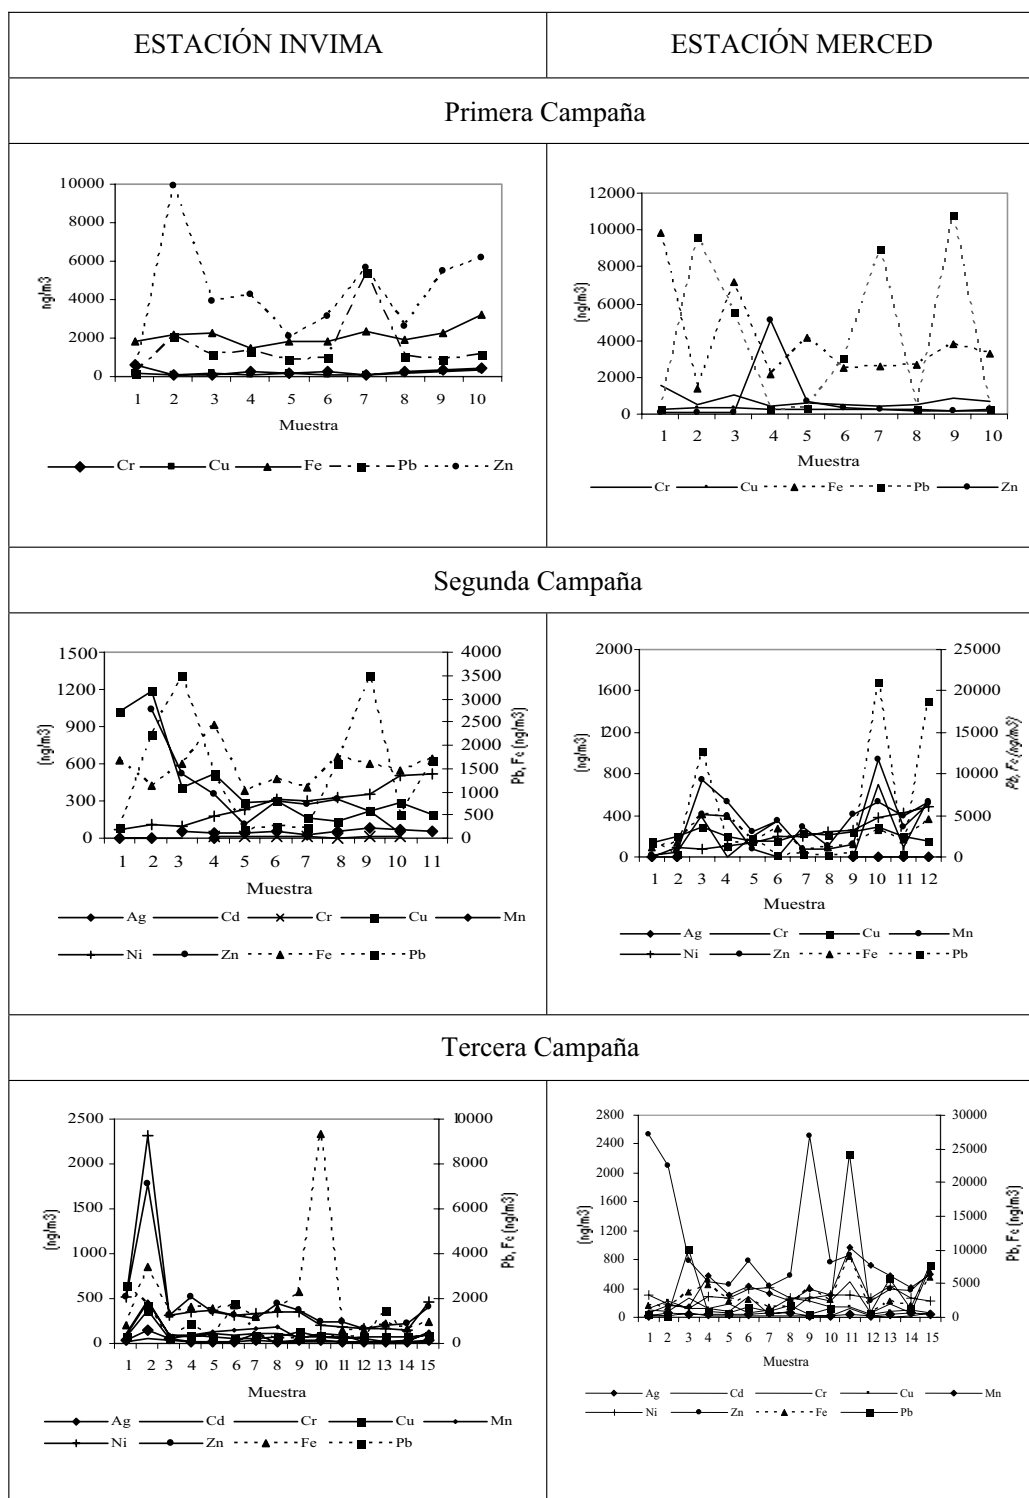 ESTACIÓN INVIMA
ESTACIÓN MERCED
Primera Campaña
10000
8000
6000
4000
2000
0
ng/m3
1 2 3 4 5 6 7 8 9 10
Muestra
Cr Cu Fe Pb Zn
12000
10000
8000
6000
4000
2000
0
(ng/m3)
1 2 3 4 5 6 7 8 9 10
Muestra
Cr Cu Fe Pb Zn
Segunda Campaña
1500
1200
900
600
300
0
(ng/m3)
4000
3500
3000
2500
2000
1500
1000
500
0
Pb, Fe (ng/m3)
1 2 3 4 5 6 7 8 9 10 11
Muestra
Ag Cd Cr Cu Mn
Ni Zn Fe Pb
2000
1600
1200
800
400
0
(ng/m3)
25000
20000
15000
10000
5000
0
Pb, Fe (ng/m3)
1 2 3 4 5 6 7 8 9 10 11 12
Muestra
Ag Cr Cu Mn
Ni Zn Fe Pb
Tercera Campaña
2500
2000
1500
1000
500
0
(ng/m3)
10000
8000
6000
4000
2000
0
Pb, Fe (ng/m3)
1 2 3 4 5 6 7 8 9 10 11 12 13 14 15
Muestra
Ag Cd Cr Cu Mn
Ni Zn Fe Pb
2800
2400
2000
1600
1200
800
400
0
(ng/m3)
30000
25000
20000
15000
10000
5000
0
Pb, Fe (ng/m3)
1 2 3 4 5 6 7 8 9 10 11 12 13 14 15
Muestra
Ag Cd Cr Cu Mn
Ni Zn Fe Pb